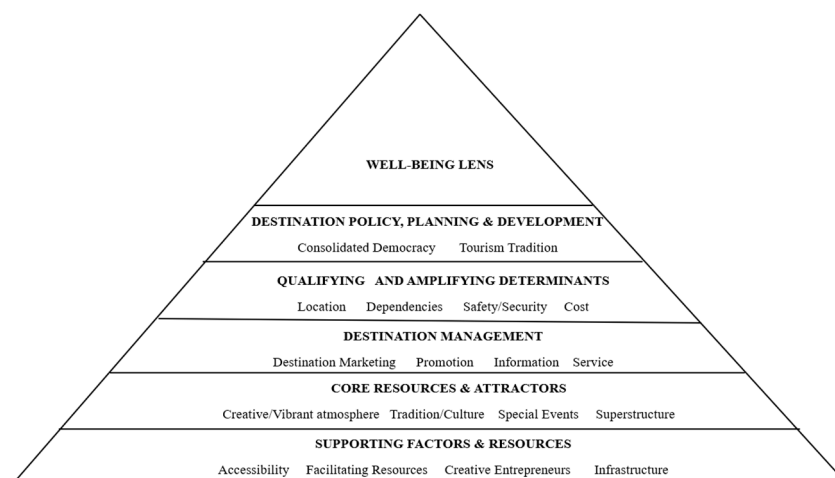 WELL-BEING LENS
DESTINATION POLICY, PLANNING & DEVELOPMENT
Consolidated Democracy Tourism Tradition
QUALIFYING AND AMPLIFYING DETERMINANTS
Location Dependencies Safety/Security Cost
DESTINATION MANAGEMENT
Destination Marketing Promotion Information Service
CORE RESOURCES & ATTRACTORS
Creative/Vibrant atmosphere Tradition/Culture Special Events Superstructure
SUPPORTING FACTORS & RESOURCES
Accessibility Facilitating Resources Creative Entrepreneurs Infrastructure